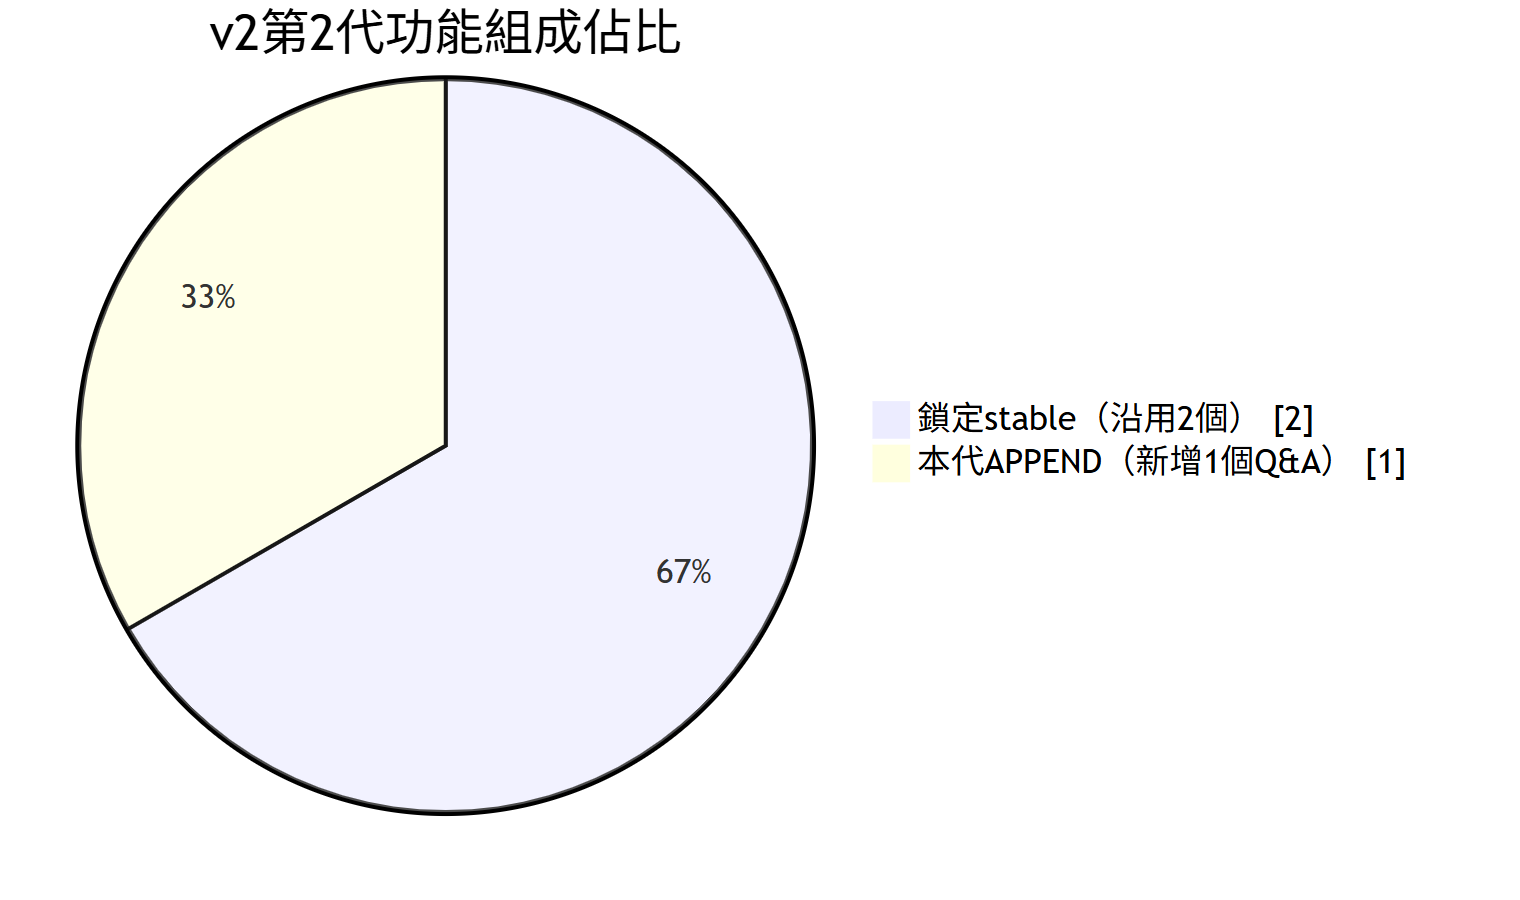 v2第2代功能組成佔比
33%
67%
鎖定stable（沿用2個） [2]
本代APPEND（新增1個Q&A） [1]